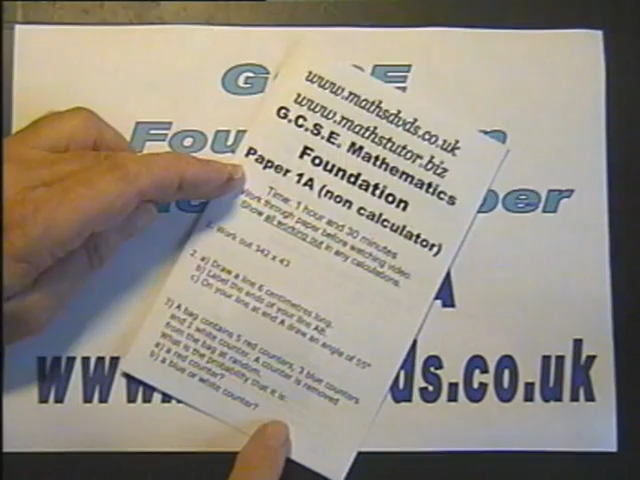 www.mathsdvds.co.uk
www.mathstutor.biz
G.C.S.E. Mathematics
Foundation
Paper 1A (non calculator)
Time: 1 hour and 30 minutes
Work through paper before watching video.
Show all working out in any calculations.
1. Work out 342 x 43
2. a) Draw a line 6 centimetres long.
b) Label the ends of your line AB.
c) On your line at end A draw an angle of 55°
3) A bag contains 5 red counters, 3 blue counters
and 1 white counter. A counter is removed
from the bag at random.
What is the probability that it is:
a) a red counter?
b) a blue or white counter?
G E
Fou
per
A
www. ds.co.uk